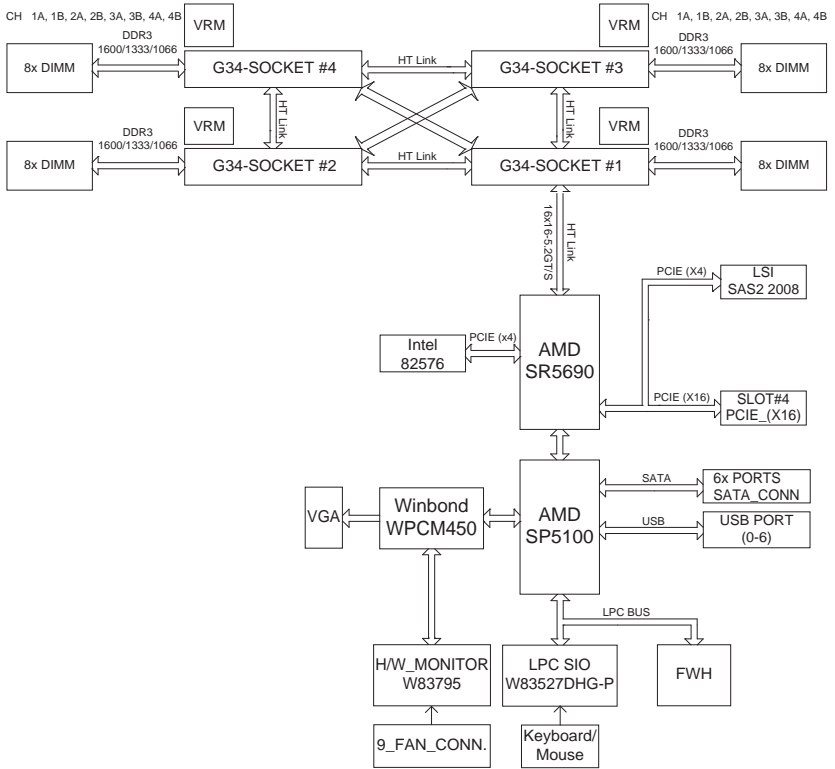 CH 1A, 1B, 2A, 2B, 3A, 3B, 4A, 4B
VRM
VRM
CH 1A, 1B, 2A, 2B, 3A, 3B, 4A, 4B
DDR3
1600/1333/1066
DDR3
1600/1333/1066
8x DIMM
G34-SOCKET #4
HT Link
G34-SOCKET #3
8x DIMM
HT Link
HT Link
VRM
VRM
DDR3
1600/1333/1066
DDR3
1600/1333/1066
8x DIMM
G34-SOCKET #2
HT Link
G34-SOCKET #1
8x DIMM
HT Link
16x16-5.2GT/S
PCIE (X4)
LSI
SAS2 2008
Intel
82576
PCIE (x4)
AMD
SR5690
PCIE (X16)
SLOT#4
PCIE_(X16)
VGA
Winbond
WPCM450
AMD
SP5100
SATA
6x PORTS
SATA_CONN
USB
USB PORT
(0-6)
LPC BUS
H/W_MONITOR
W83795
LPC SIO
W83527DHG-P
FWH
9_FAN_CONN.
Keyboard/
Mouse